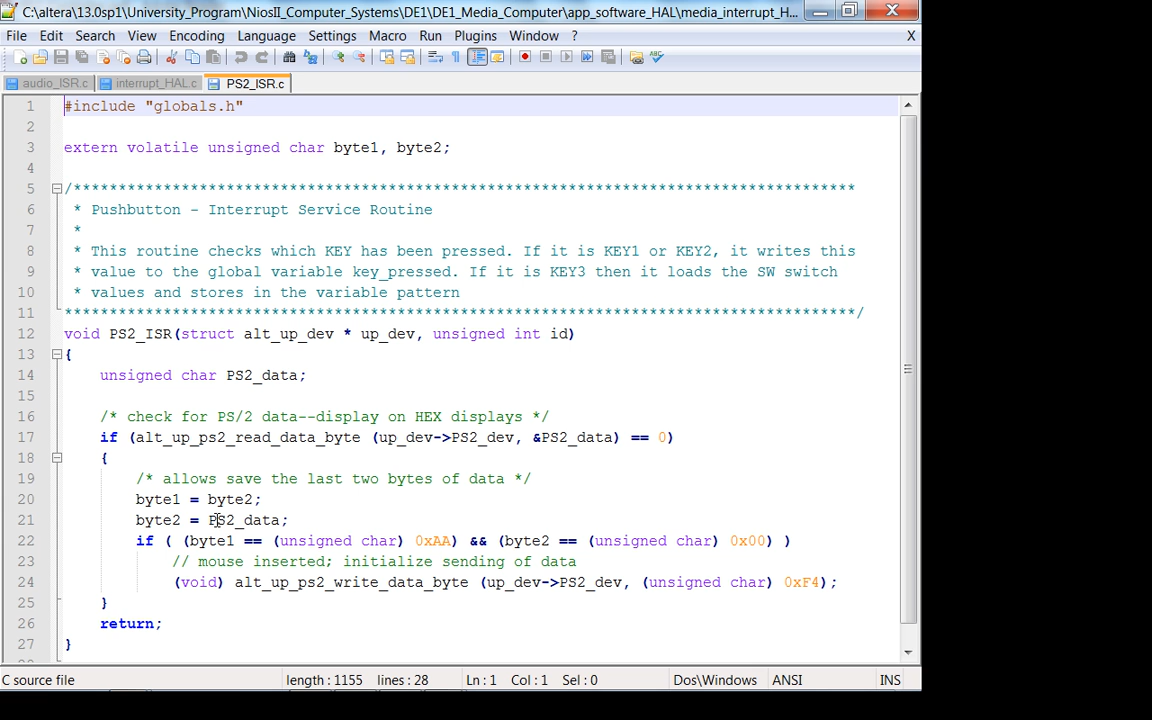 C:\altera\13.0sp1\University_Program\NiosII_Computer_Systems\DE1\DE1_Media_Computer\app_software_HAL\media_interrupt_H...
File Edit Search View Encoding Language Settings Macro Run Plugins Window ? X
audio_ISR.c interrupt_HAL.c PS2_ISR.c
1 #include "globals.h"
2
3 extern volatile unsigned char byte1, byte2;
4
5 /***************************************************************************************
6 * Pushbutton - Interrupt Service Routine
7 *
8 * This routine checks which KEY has been pressed. If it is KEY1 or KEY2, it writes this
9 * value to the global variable key_pressed. If it is KEY3 then it loads the SW switch
10 * values and stores in the variable pattern
11 ****************************************************************************************/
12 void PS2_ISR(struct alt_up_dev * up_dev, unsigned int id)
13 {
14 unsigned char PS2_data;
15
16 /* check for PS/2 data--display on HEX displays */
17 if (alt_up_ps2_read_data_byte (up_dev->PS2_dev, &PS2_data) == 0)
18 {
19 /* allows save the last two bytes of data */
20 byte1 = byte2;
21 byte2 = PS2_data;
22 if ( (byte1 == (unsigned char) 0xAA) && (byte2 == (unsigned char) 0x00) )
23 // mouse inserted; initialize sending of data
24 (void) alt_up_ps2_write_data_byte (up_dev->PS2_dev, (unsigned char) 0xF4);
25 }
26 return;
27 }
C source file length : 1155 lines : 28 Ln : 1 Col : 1 Sel : 0 Dos\Windows ANSI INS